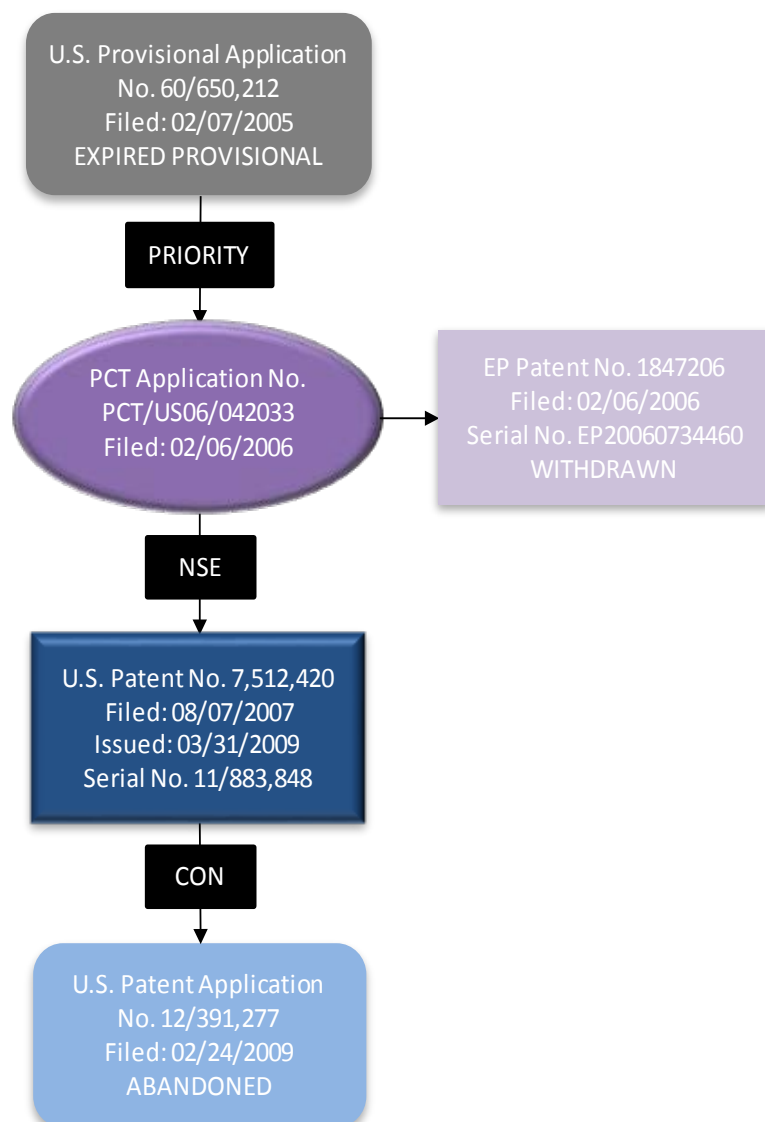 U.S. Provisional Application
No. 60/650,212
Filed: 02/07/2005
EXPIRED PROVISIONAL
PRIORITY
PCT Application No.
PCT/US06/042033
Filed: 02/06/2006
EP Patent No. 1847206
Filed: 02/06/2006
Serial No. EP20060734460
WITHDRAWN
NSE
U.S. Patent No. 7,512,420
Filed: 08/07/2007
Issued: 03/31/2009
Serial No. 11/883,848
CON
U.S. Patent Application
No. 12/391,277
Filed: 02/24/2009
ABANDONED